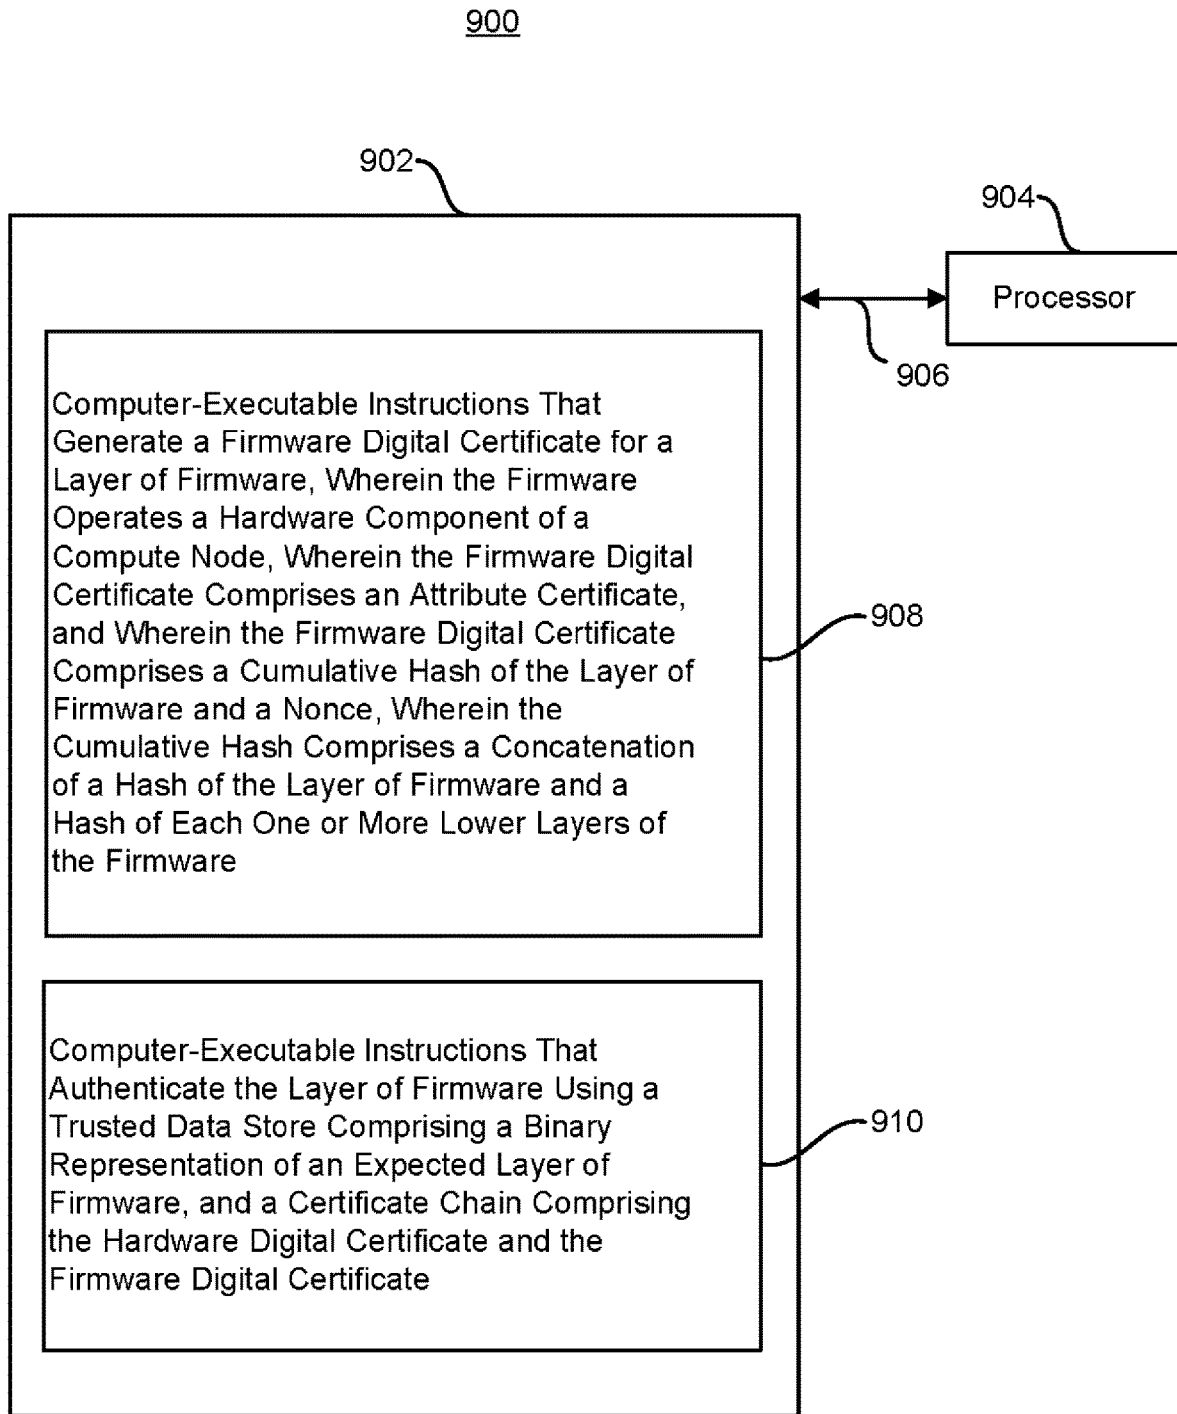 900
902
904
Processor
906
Computer-Executable Instructions That
Generate a Firmware Digital Certificate for a
Layer of Firmware, Wherein the Firmware
Operates a Hardware Component of a
Compute Node, Wherein the Firmware Digital
Certificate Comprises an Attribute Certificate,
and Wherein the Firmware Digital Certificate
Comprises a Cumulative Hash of the Layer of
Firmware and a Nonce, Wherein the
Cumulative Hash Comprises a Concatenation
of a Hash of the Layer of Firmware and a
Hash of Each One or More Lower Layers of
the Firmware
908
Computer-Executable Instructions That
Authenticate the Layer of Firmware Using a
Trusted Data Store Comprising a Binary
Representation of an Expected Layer of
Firmware, and a Certificate Chain Comprising
the Hardware Digital Certificate and the
Firmware Digital Certificate
910